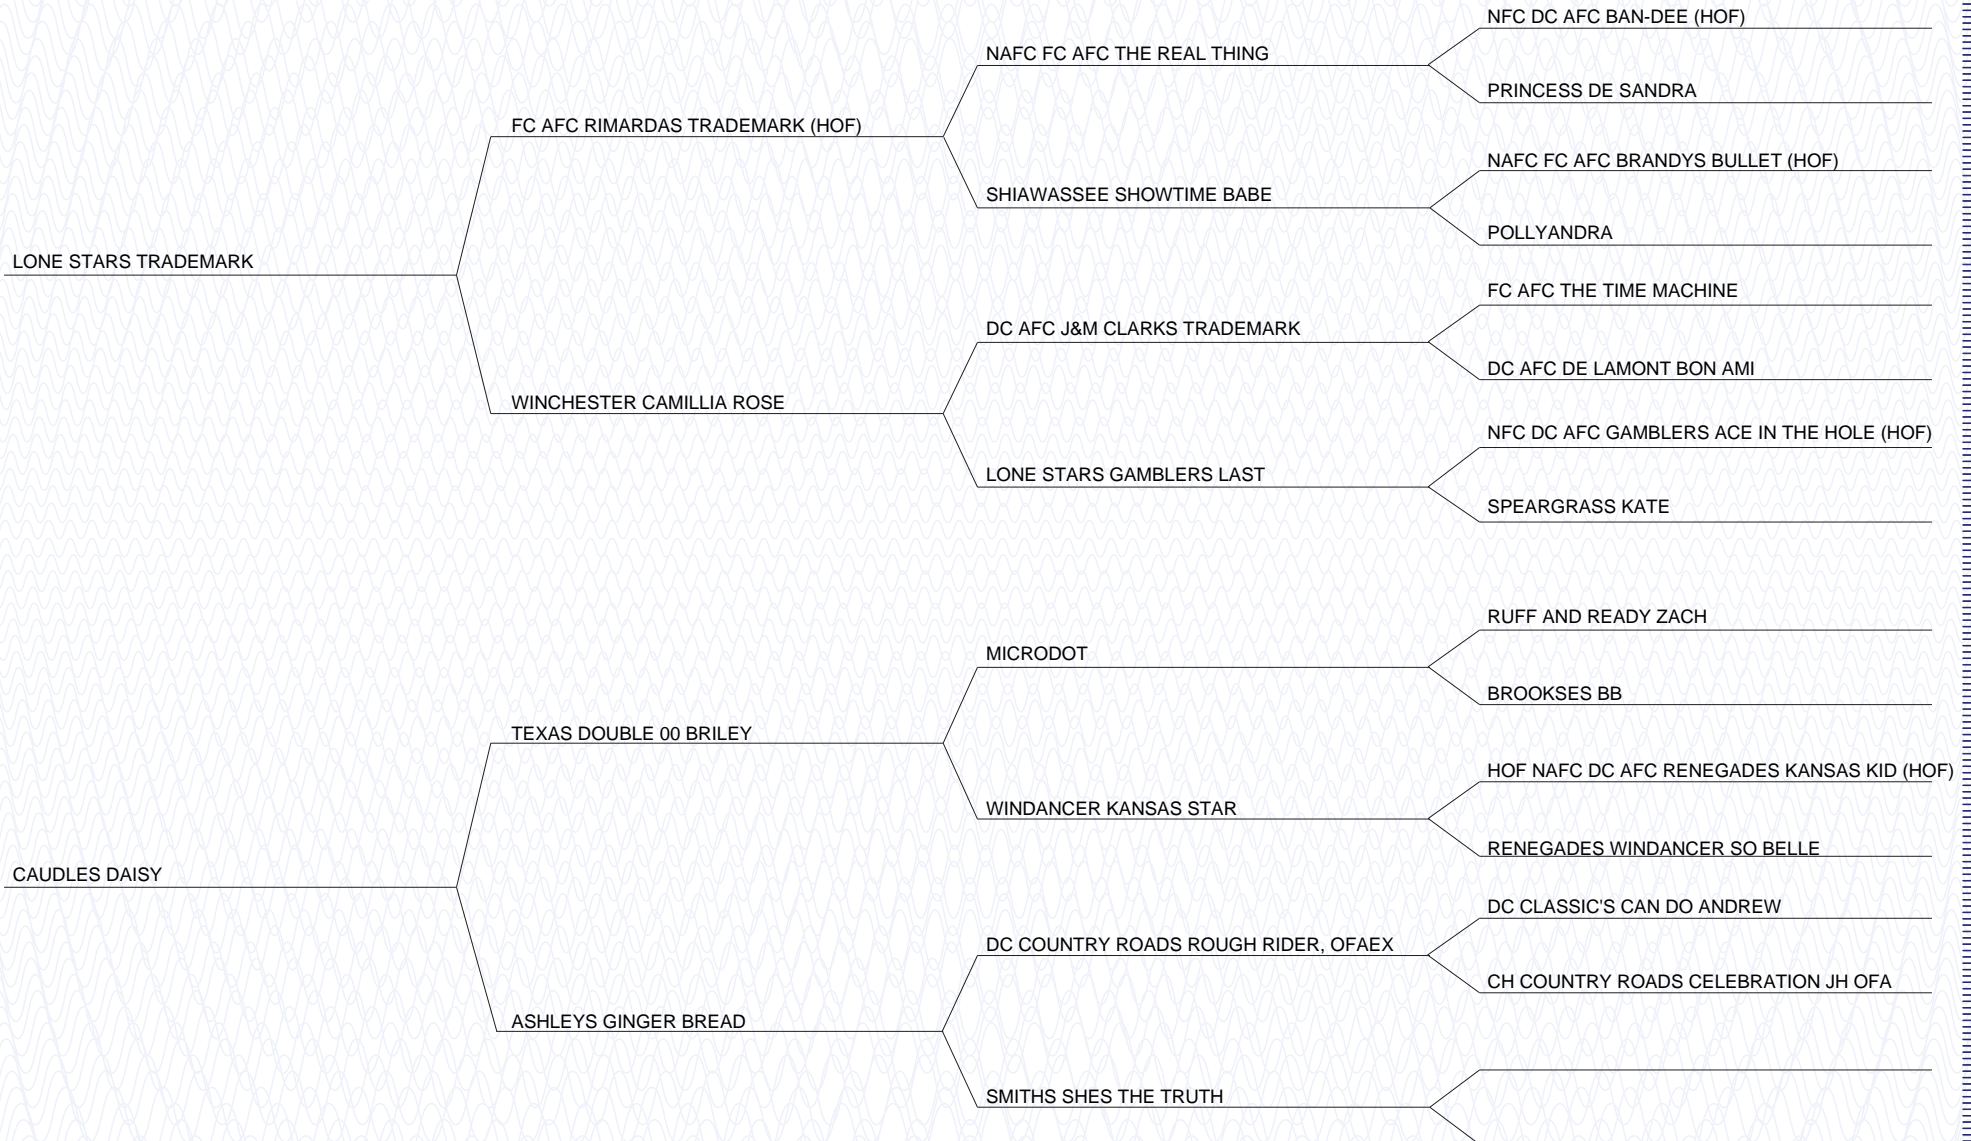 NFC DC AFC BAN-DEE (HOF)
NAFC FC AFC THE REAL THING
PRINCESS DE SANDRA
FC AFC RIMARDAS TRADEMARK (HOF)
NAFC FC AFC BRANDYS BULLET (HOF)
SHIAWASSEE SHOWTIME BABE
POLLYANDRA
LONE STARS TRADEMARK
FC AFC THE TIME MACHINE
DC AFC J&M CLARKS TRADEMARK
DC AFC DE LAMONT BON AMI
WINCHESTER CAMILLIA ROSE
NFC DC AFC GAMBLERS ACE IN THE HOLE (HOF)
LONE STARS GAMBLERS LAST
SPEARGRASS KATE
RUFF AND READY ZACH
MICRODOT
BROOKSES BB
TEXAS DOUBLE 00 BRILEY
HOF NAFC DC AFC RENEGADES KANSAS KID (HOF)
WINDANCER KANSAS STAR
RENEGADES WINDANCER SO BELLE
CAUDLES DAISY
DC CLASSIC'S CAN DO ANDREW
DC COUNTRY ROADS ROUGH RIDER, OFAEX
CH COUNTRY ROADS CELEBRATION JH OFA
ASHLEYS GINGER BREAD
SMITHS SHES THE TRUTH